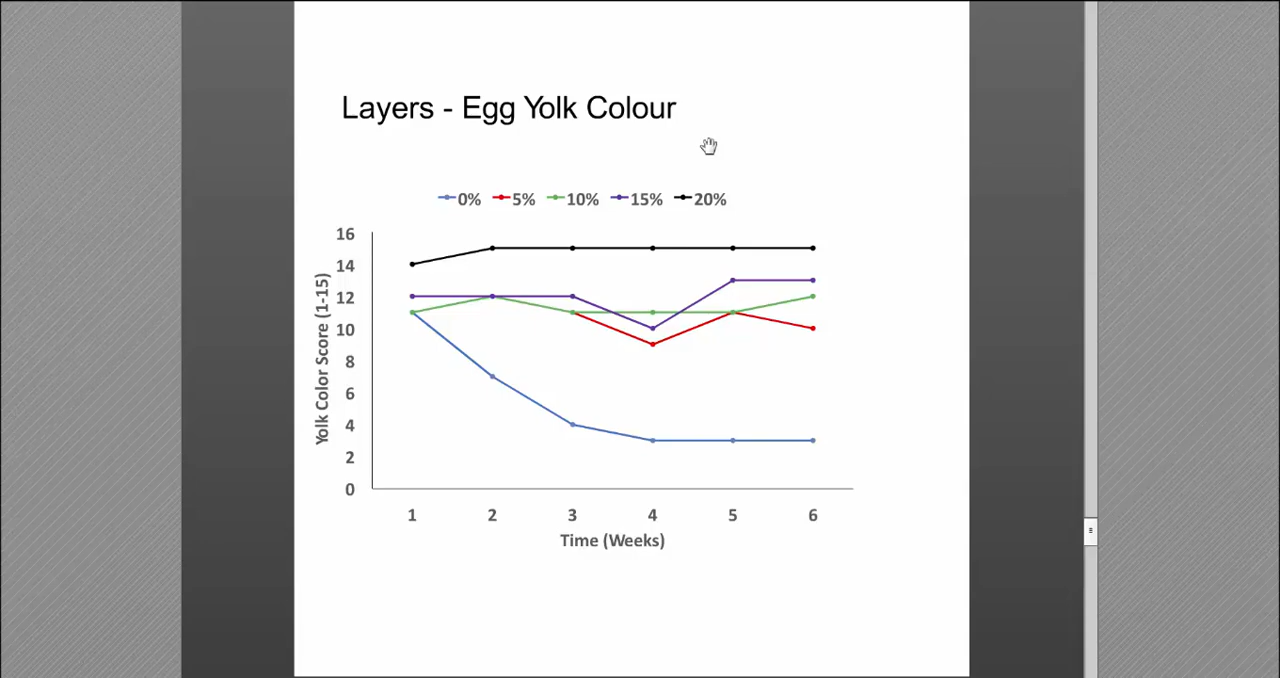 Layers - Egg Yolk Colour
0% 5% 10% 15% 20%
Yolk Color Score (1-15)
16
14
12
10
8
6
4
2
0
1 2 3 4 5 6
Time (Weeks)